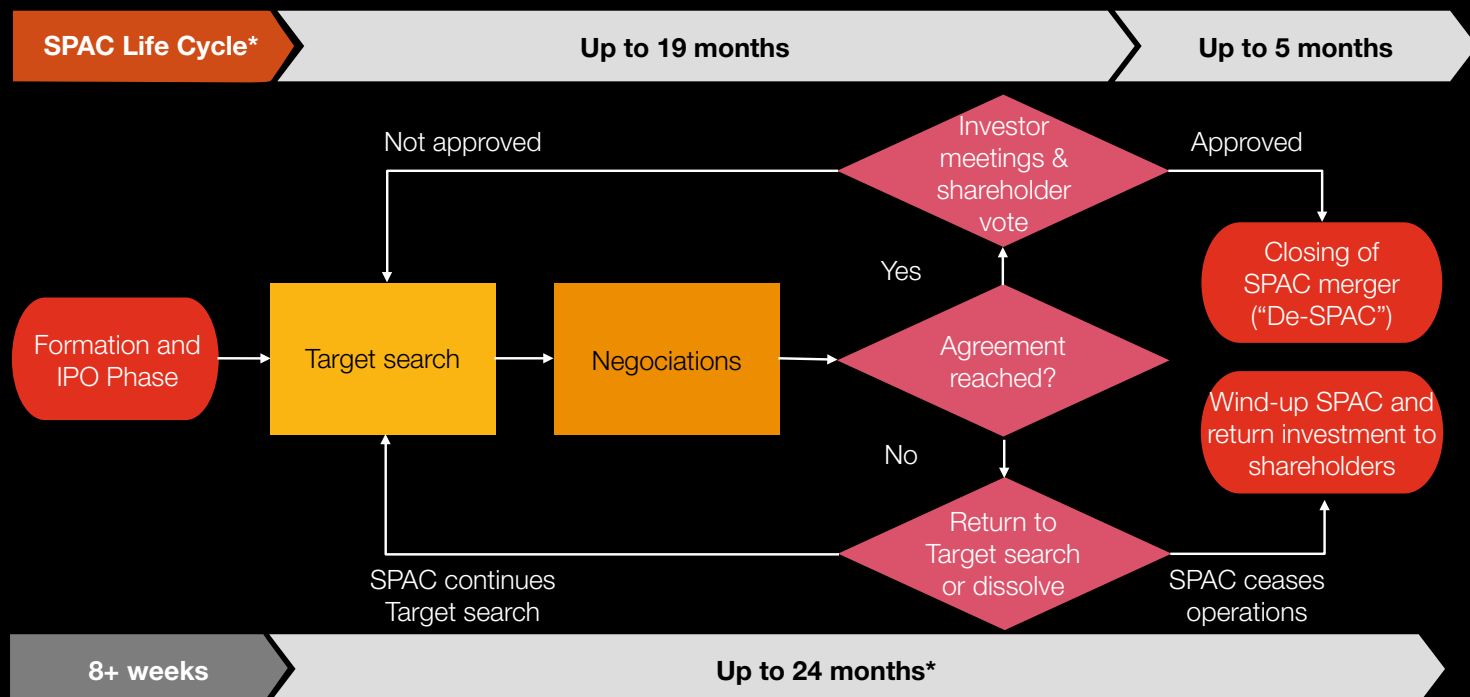 SPAC Life Cycle*
Up to 19 months
Up to 5 months
Not approved
Investor
meetings &
shareholder
vote
Approved
Yes
Closing of
SPAC merger
(“De-SPAC”)
Formation and
IPO Phase
Target search
Negociations
Agreement
reached?
Wind-up SPAC and
return investment to
shareholders
No
Return to
Target search
or dissolve
SPAC continues
Target search
SPAC ceases
operations
8+ weeks
Up to 24 months*